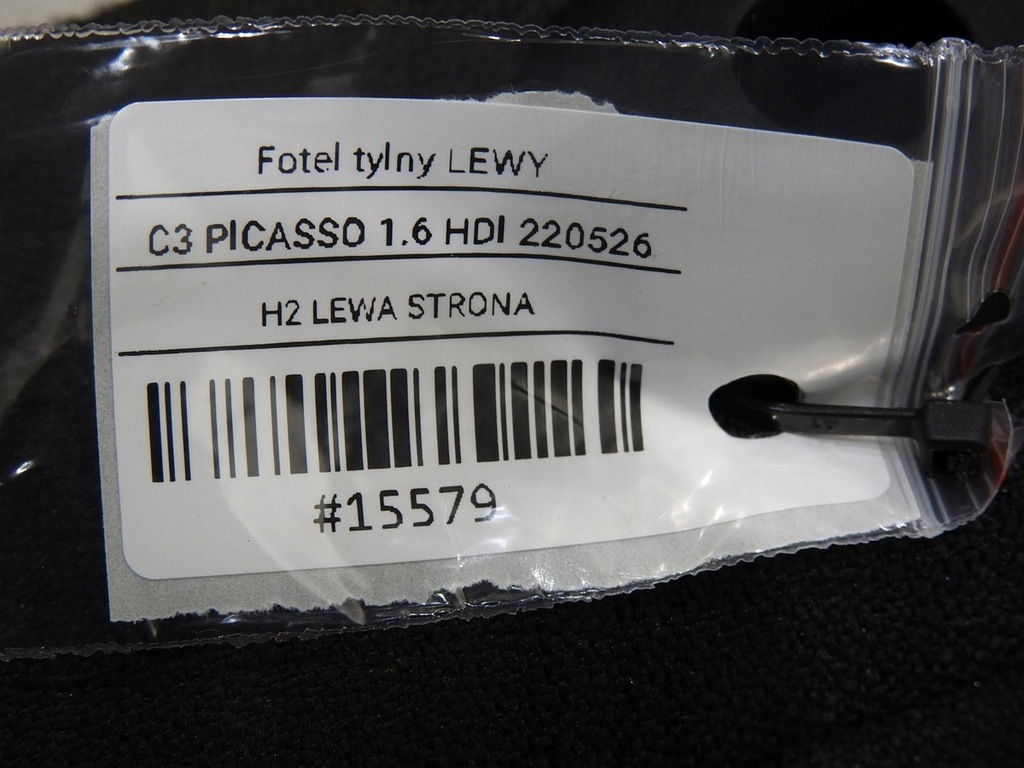 Fotel tylny LEWY
C3 PICASSO 1.6 HDI 220526
H2 LEWA STRONA
#15579